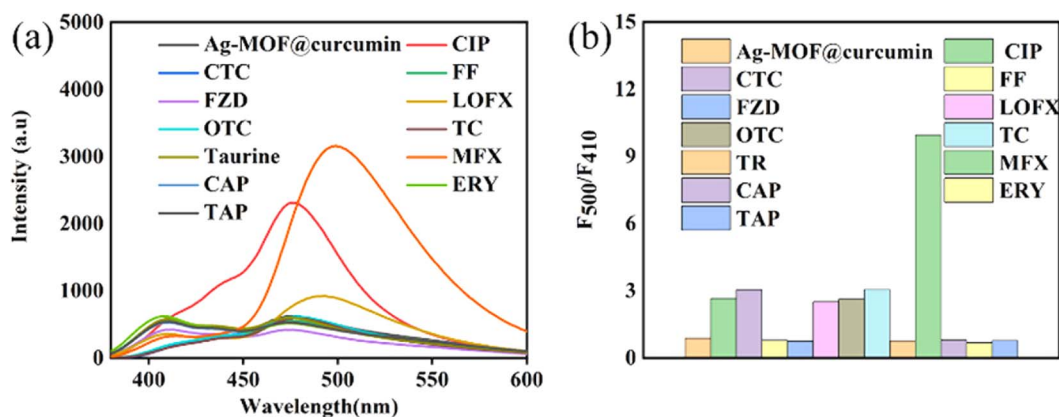 (a)
5000
4000
3000
2000
1000
0
Intensity (a.u)
Ag-MOF@curcumin
CIP
CTC
FF
FZD
LOFX
OTC
TC
Taurine
MFX
CAP
ERY
TAP
400
450
500
550
600
Wavelength(nm)
(b)
15
12
9
6
3
0
F500/F410
Ag-MOF@curcumin
CIP
CTC
FF
FZD
LOFX
OTC
TC
TR
MFX
CAP
ERY
TAP